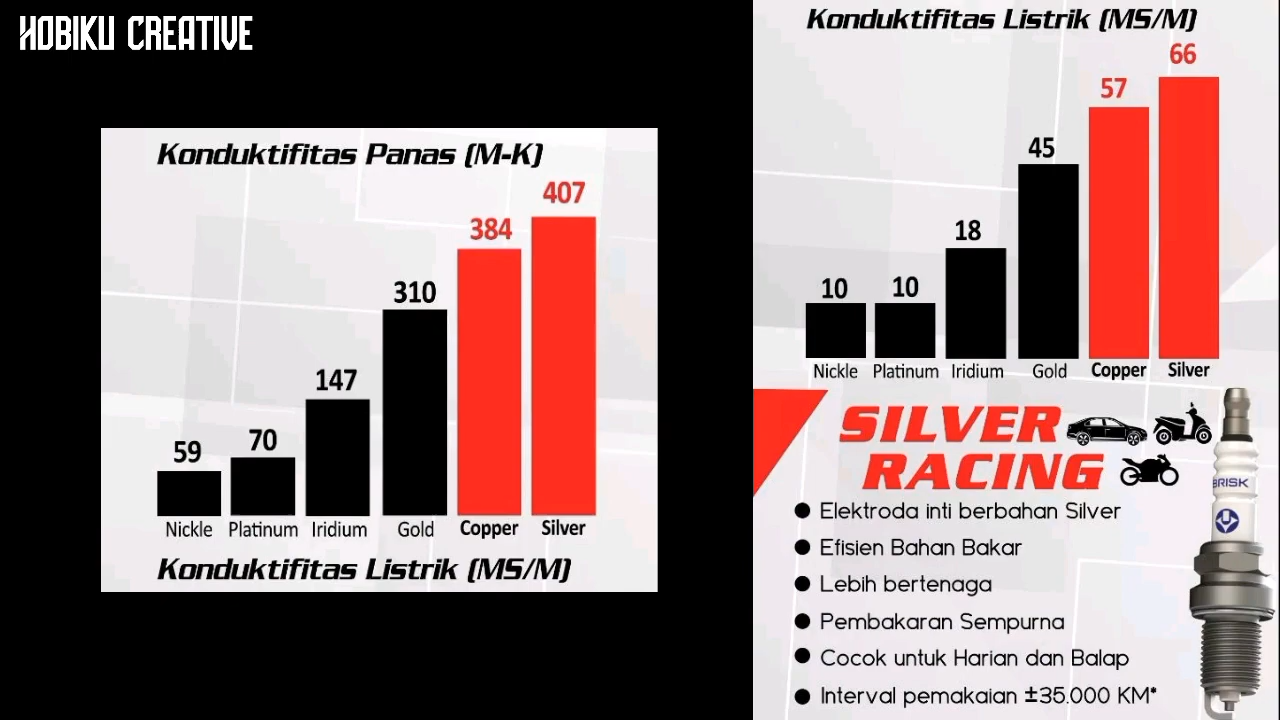 HOBIKU CREATIVE
Konduktifitas Panas (M-K)
407
384
310
147
70
59
Nickle Platinum Iridium Gold Copper Silver
Konduktifitas Listrik (MS/M)
Konduktifitas Listrik (MS/M)
66
57
45
18
10 10
Nickle Platinum Iridium Gold Copper Silver
SILVER
RACING
BRISK
Elektroda inti berbahan Silver
Efisien Bahan Bakar
Lebih bertenaga
Pembakaran Sempurna
Cocok untuk Harian dan Balap
Interval pemakaian ±35.000 KM*